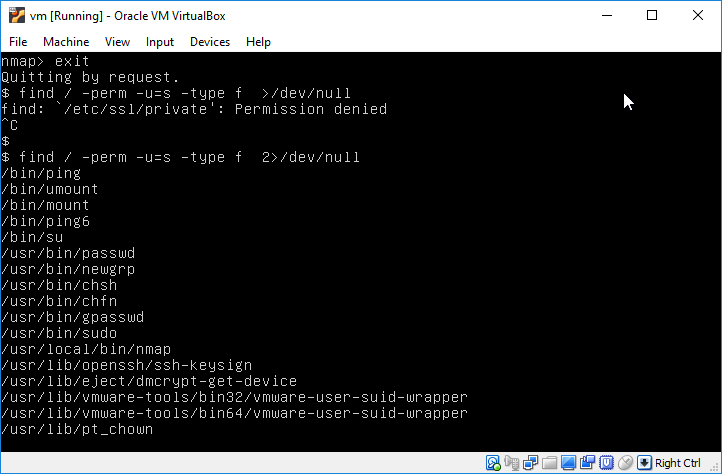 vm [Running] - Oracle VM VirtualBox
File Machine View Input Devices Help
nmap> exit
Quitting by request.
$ find / -perm -u=s -type f  >/dev/null
find: `/etc/ssl/private': Permission denied
^C
$
$ find / -perm -u=s -type f  2>/dev/null
/bin/ping
/bin/umount
/bin/mount
/bin/ping6
/bin/su
/usr/bin/passwd
/usr/bin/newgrp
/usr/bin/chsh
/usr/bin/chfn
/usr/bin/gpasswd
/usr/bin/sudo
/usr/local/bin/nmap
/usr/lib/openssh/ssh-keysign
/usr/lib/eject/dmcrypt-get-device
/usr/lib/vmware-tools/bin32/vmware-user-suid-wrapper
/usr/lib/vmware-tools/bin64/vmware-user-suid-wrapper
/usr/lib/pt_chown
Right Ctrl